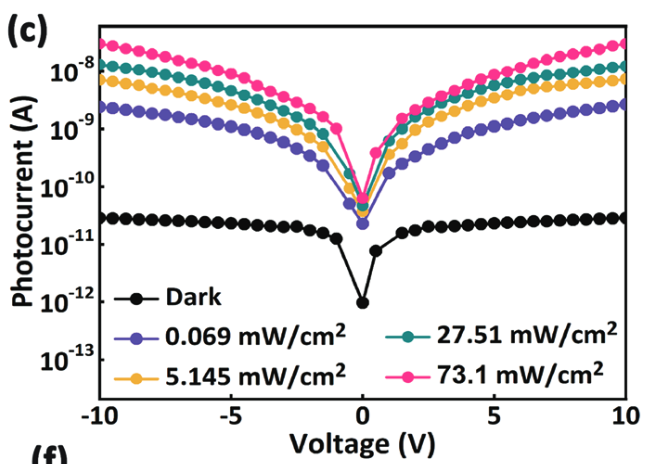 (c)
Photocurrent (A)
10⁻⁸
10⁻⁹
10⁻¹⁰
10⁻¹¹
10⁻¹²
10⁻¹³
Dark
0.069 mW/cm²
5.145 mW/cm²
27.51 mW/cm²
73.1 mW/cm²
-10 -5 0 5 10
Voltage (V)
(f)